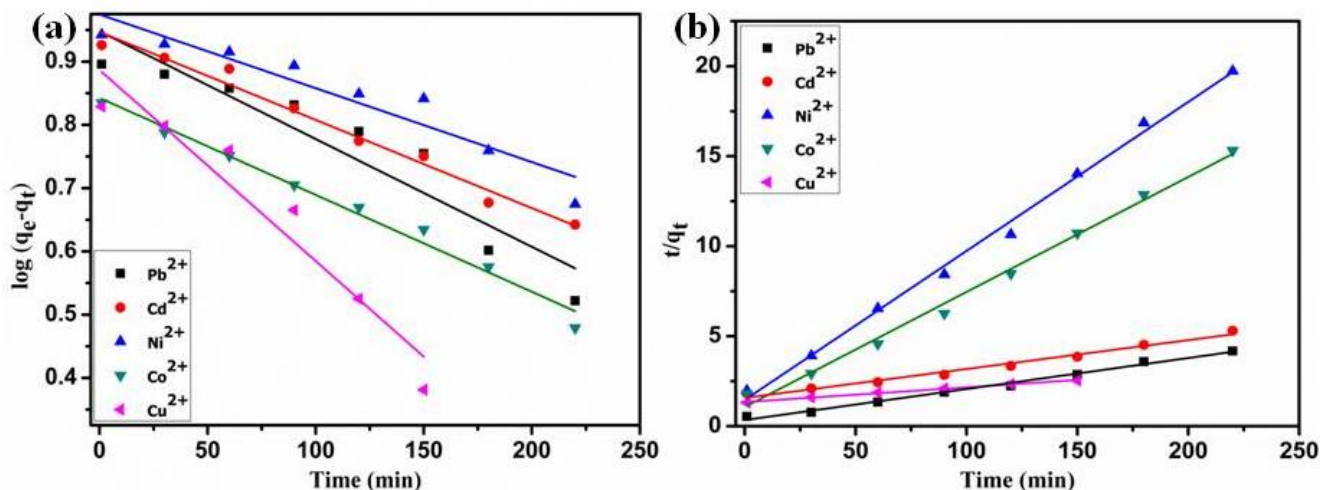 (a)
log (qe-qt)
0.9
0.8
0.7
0.6
0.5
0.4
Pb2+
Cd2+
Ni2+
Co2+
Cu2+
0 50 100 150 200 250
Time (min)
(b)
t/qt
20
15
10
5
0
Pb2+
Cd2+
Ni2+
Co2+
Cu2+
0 50 100 150 200 250
Time (min)